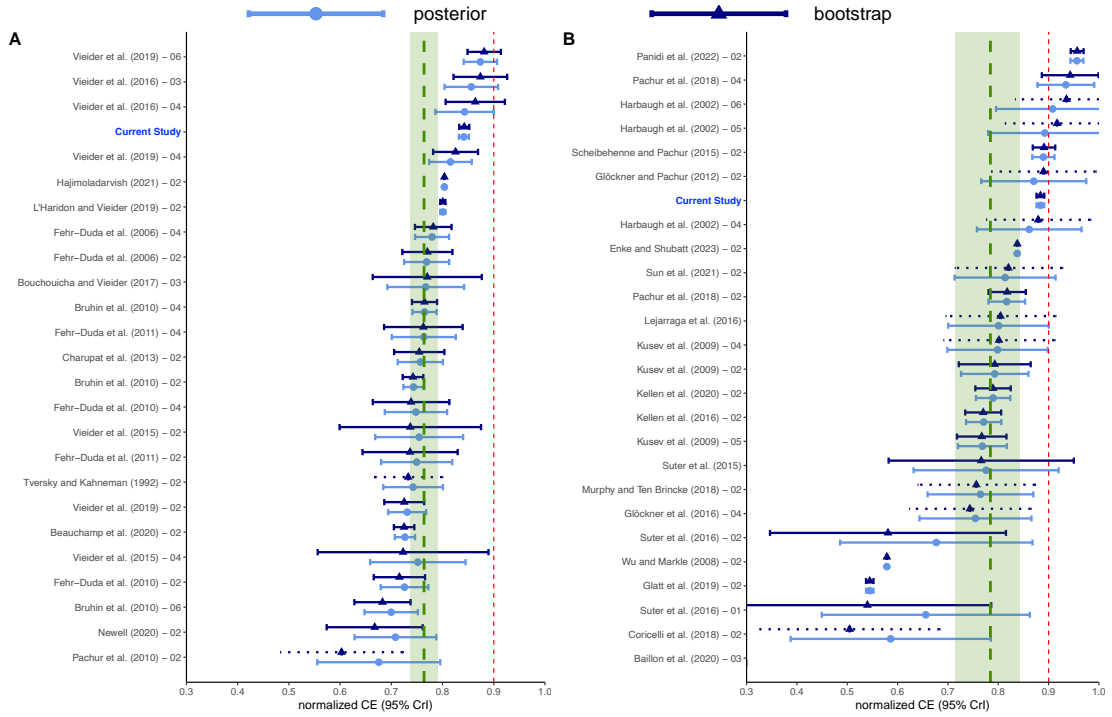 posterior
bootstrap
A
Vieider et al. (2019) – 06
Vieider et al. (2016) – 03
Vieider et al. (2016) – 04
Current Study
Vieider et al. (2019) – 04
Hajimoladarvish (2021) – 02
L'Haridon and Vieider (2019) – 02
Fehr–Duda et al. (2006) – 04
Fehr–Duda et al. (2006) – 02
Bouchouicha and Vieider (2017) – 03
Bruhin et al. (2010) – 04
Fehr–Duda et al. (2011) – 04
Charupat et al. (2013) – 02
Bruhin et al. (2010) – 02
Fehr–Duda et al. (2010) – 04
Vieider et al. (2015) – 02
Fehr–Duda et al. (2011) – 02
Tversky and Kahneman (1992) – 02
Vieider et al. (2019) – 02
Beauchamp et al. (2020) – 02
Vieider et al. (2015) – 04
Fehr–Duda et al. (2010) – 02
Bruhin et al. (2010) – 06
Newell (2020) – 02
Pachur et al. (2010) – 02
0.3 0.4 0.5 0.6 0.7 0.8 0.9 1.0
normalized CE (95% CrI)
B
Panidi et al. (2022) – 02
Pachur et al. (2018) – 04
Harbaugh et al. (2002) – 06
Harbaugh et al. (2002) – 05
Scheibehenne and Pachur (2015) – 02
Glöckner and Pachur (2012) – 02
Current Study
Harbaugh et al. (2002) – 04
Enke and Shubatt (2023) – 02
Sun et al. (2021) – 02
Pachur et al. (2018) – 02
Lejarraga et al. (2016)
Kusev et al. (2009) – 04
Kusev et al. (2009) – 02
Kellen et al. (2020) – 02
Kellen et al. (2016) – 02
Kusev et al. (2009) – 05
Suter et al. (2015)
Murphy and Ten Brincke (2018) – 02
Glöckner et al. (2016) – 04
Suter et al. (2016) – 02
Wu and Markle (2008) – 02
Glatt et al. (2019) – 02
Suter et al. (2016) – 01
Coricelli et al. (2018) – 02
Baillon et al. (2020) – 03
0.3 0.4 0.5 0.6 0.7 0.8 0.9 1.0
normalized CE (95% CrI)